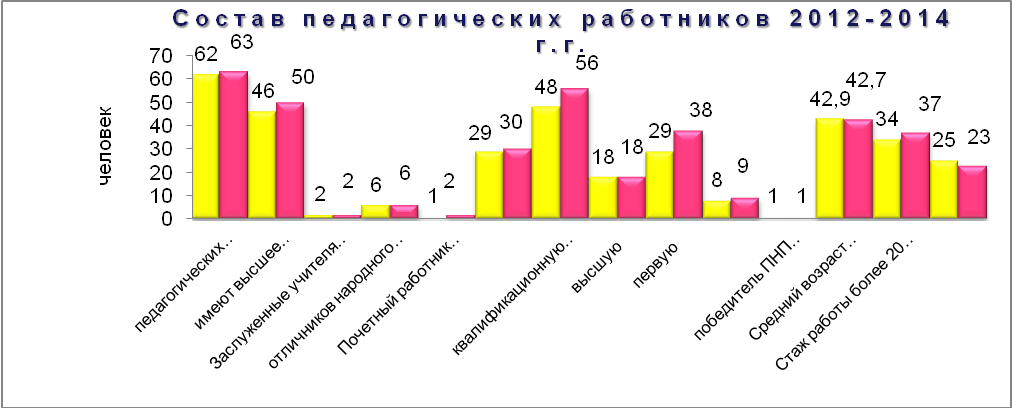 Состав педагогических работников 2012-2014
г.г.
человек
70
60
50
40
30
20
10
0
62 63
46 50
2 2
6 6
1 2
29 30
48 56
18 18
29 38
8 9
1 1
42,9 42,7
34 37
25 23
педагогических..
имеют высшее..
Заслуженные учителя..
отличников народного..
Почетный работник..
квалификационную..
высшую
первую
победитель ПНП..
Средний возраст..
Стаж работы более 20..